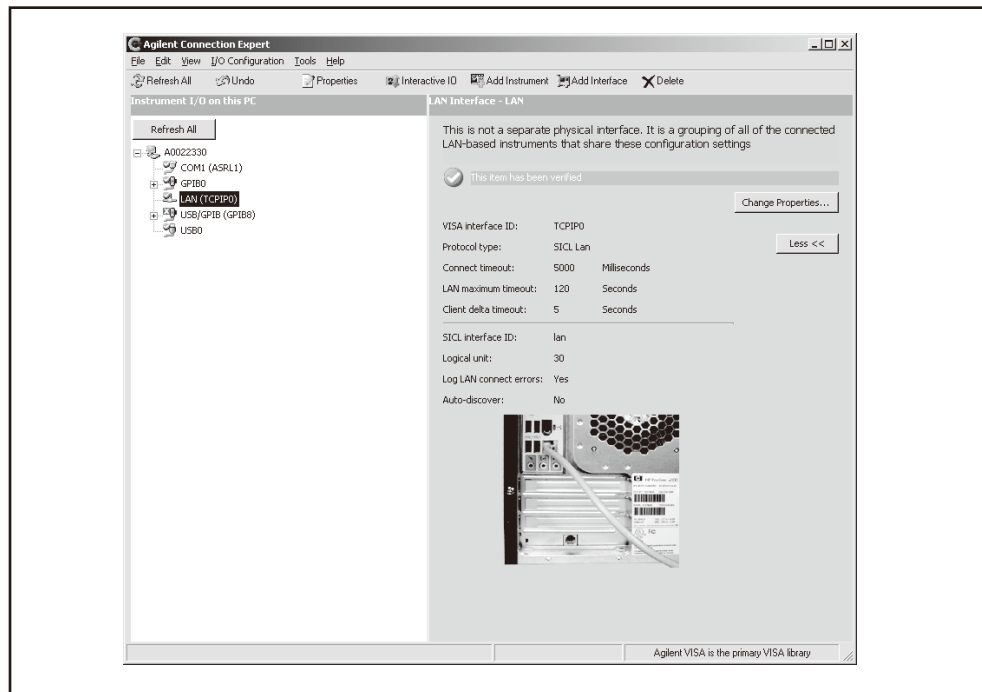 Agilent Connection Expert
File Edit View I/O Configuration Tools Help
Refresh All Undo Properties Interactive IO Add Instrument Add Interface Delete
Instrument I/O on this PC
LAN Interface - LAN
Refresh All
A0022330
COM1 (ASRL1)
GPIB0
LAN (TCPIP0)
USB/GPIB (GPIB8)
USB0
This is not a separate physical interface. It is a grouping of all of the connected
LAN-based instruments that share these configuration settings
This item has been verified
Change Properties...
VISA interface ID: TCPIP0
Less <<
Protocol type: SICL Lan
Connect timeout: 5000 Milliseconds
LAN maximum timeout: 120 Seconds
Client delta timeout: 5 Seconds
SICL interface ID: lan
Logical unit: 30
Log LAN connect errors: Yes
Auto-discover: No
Agilent VISA is the primary VISA library